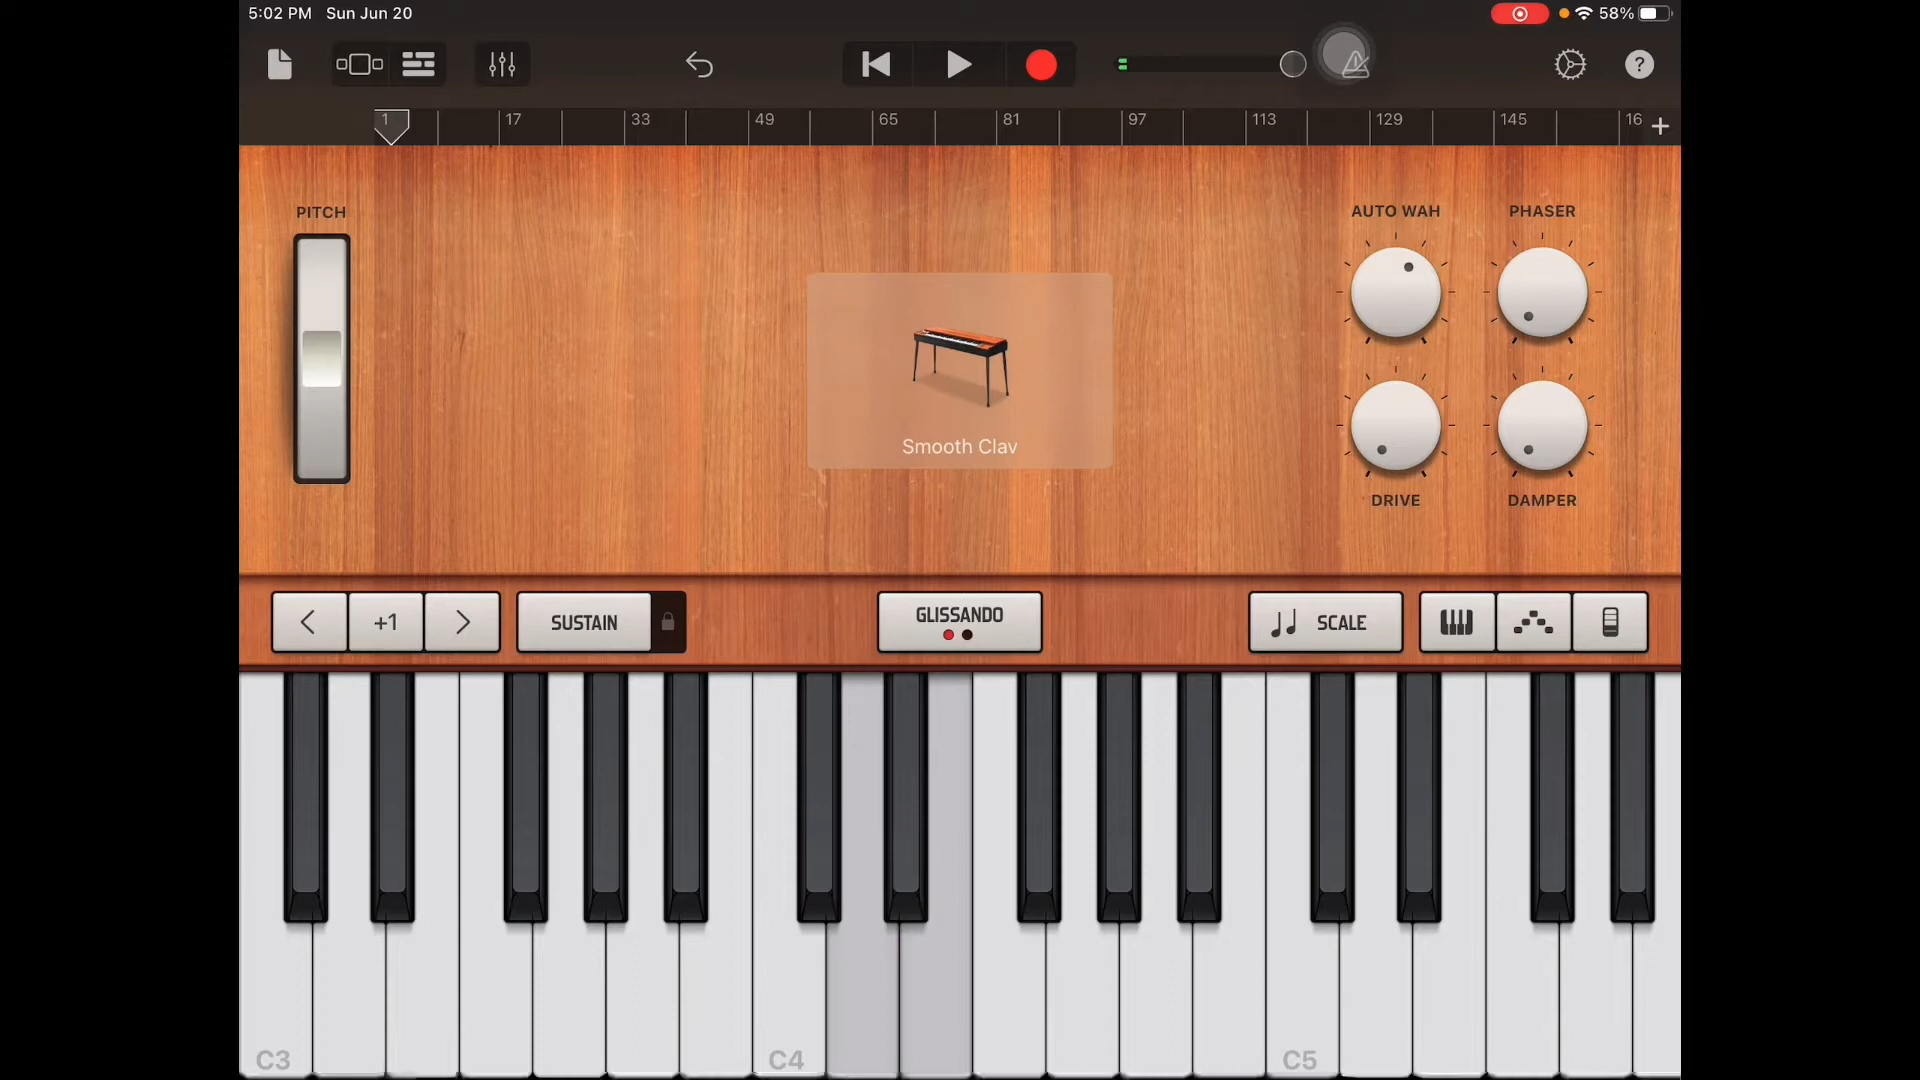 5:02 PM Sun Jun 20
58%
?
1 17 33 49 65 81 97 113 129 145 16 +
PITCH
AUTO WAH PHASER
Smooth Clav
DRIVE DAMPER
< +1 > SUSTAIN GLISSANDO SCALE
C3 C4 C5